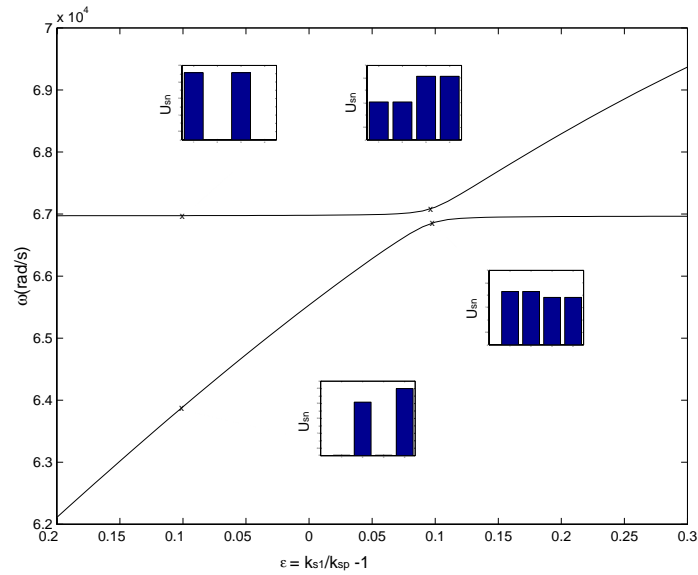 x 10⁴
7
6.9
U_sn
U_sn
6.8
6.7
ω(rad/s)
6.6
U_sn
6.5
6.4
U_sn
6.3
6.2
0.2 0.15 0.1 0.05 0 0.05 0.1 0.15 0.2 0.25 0.3
ε = k_s1/k_sp -1